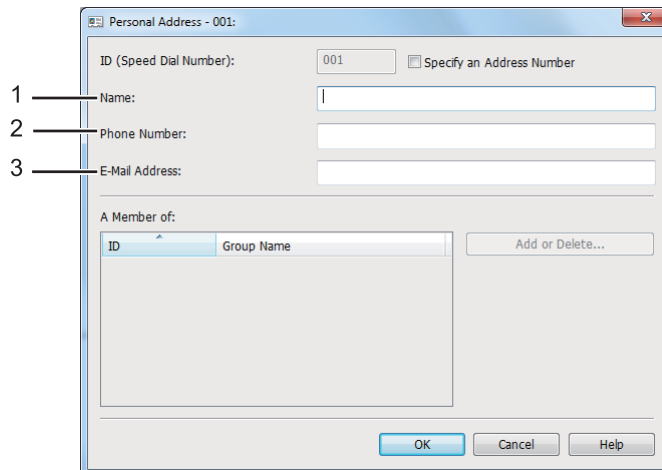 Personal Address - 001:
ID (Speed Dial Number): 001 Specify an Address Number
1 Name:
2 Phone Number:
3 E-Mail Address:
A Member of:
ID Group Name Add or Delete...
OK Cancel Help